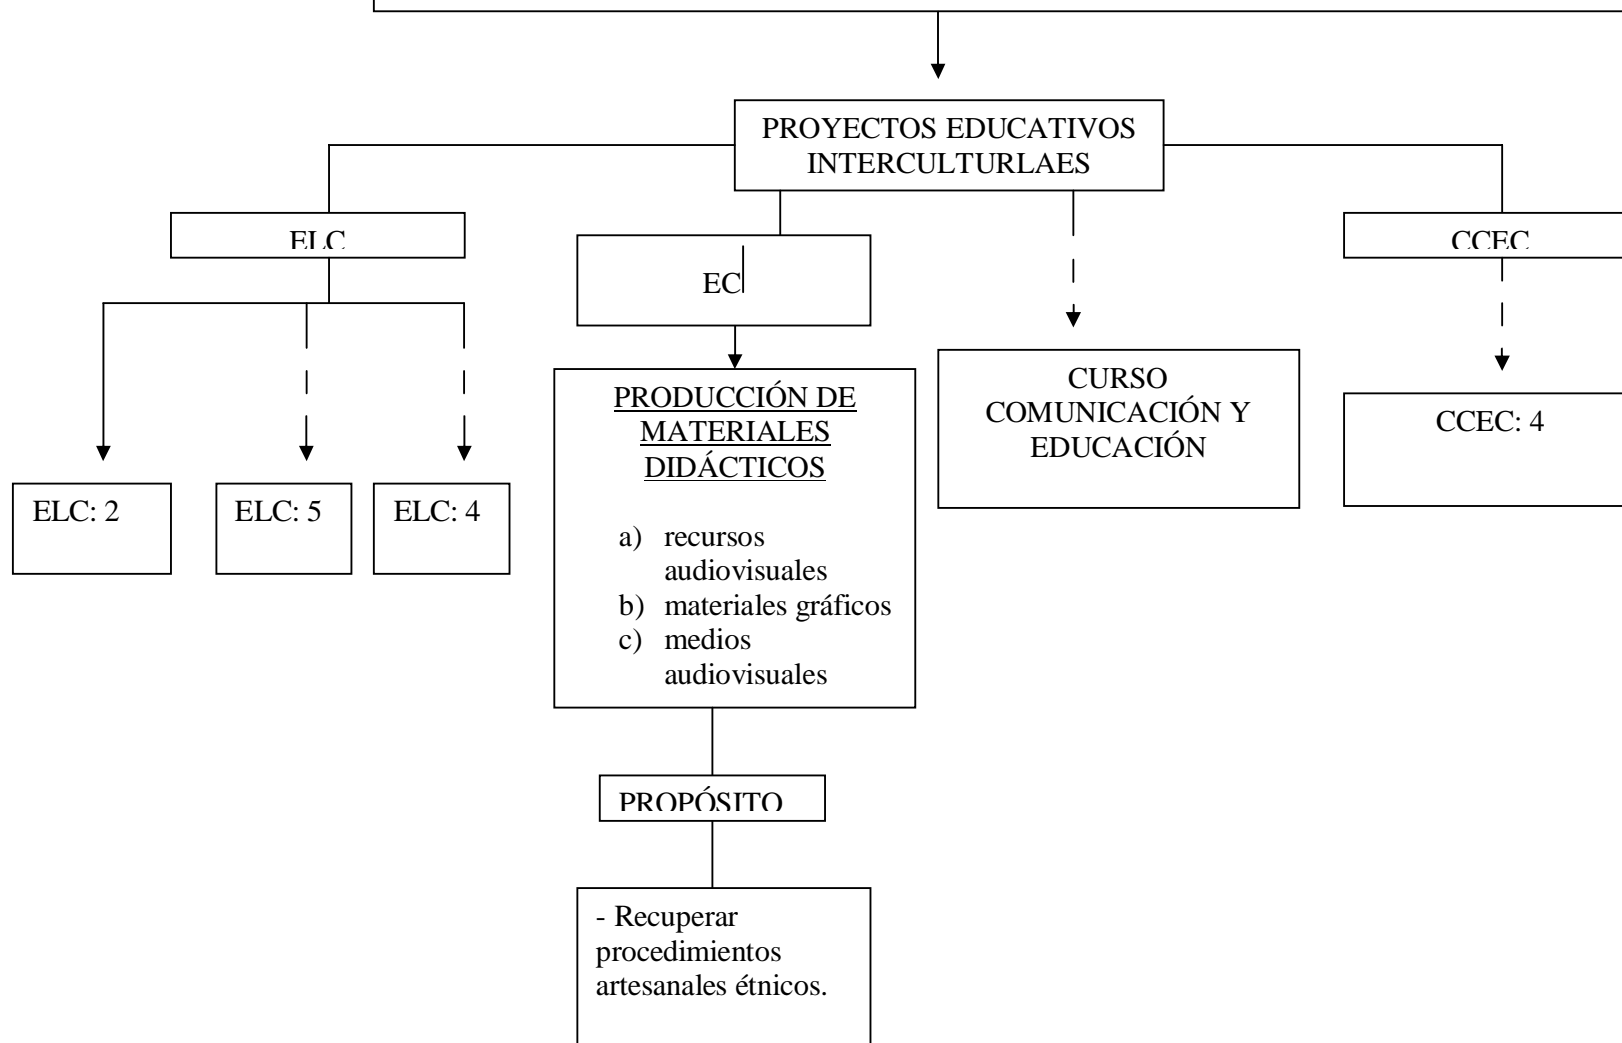 PROYECTOS EDUCATIVOS
INTERCULTURLAES
ELC
EC
CCEC
PRODUCCIÓN DE
MATERIALES
DIDÁCTICOS
a) recursos
audiovisuales
b) materiales gráficos
c) medios
audiovisuales
CURSO
COMUNICACIÓN Y
EDUCACIÓN
CCEC: 4
ELC: 2
ELC: 5
ELC: 4
PROPÓSITO
- Recuperar
procedimientos
artesanales étnicos.